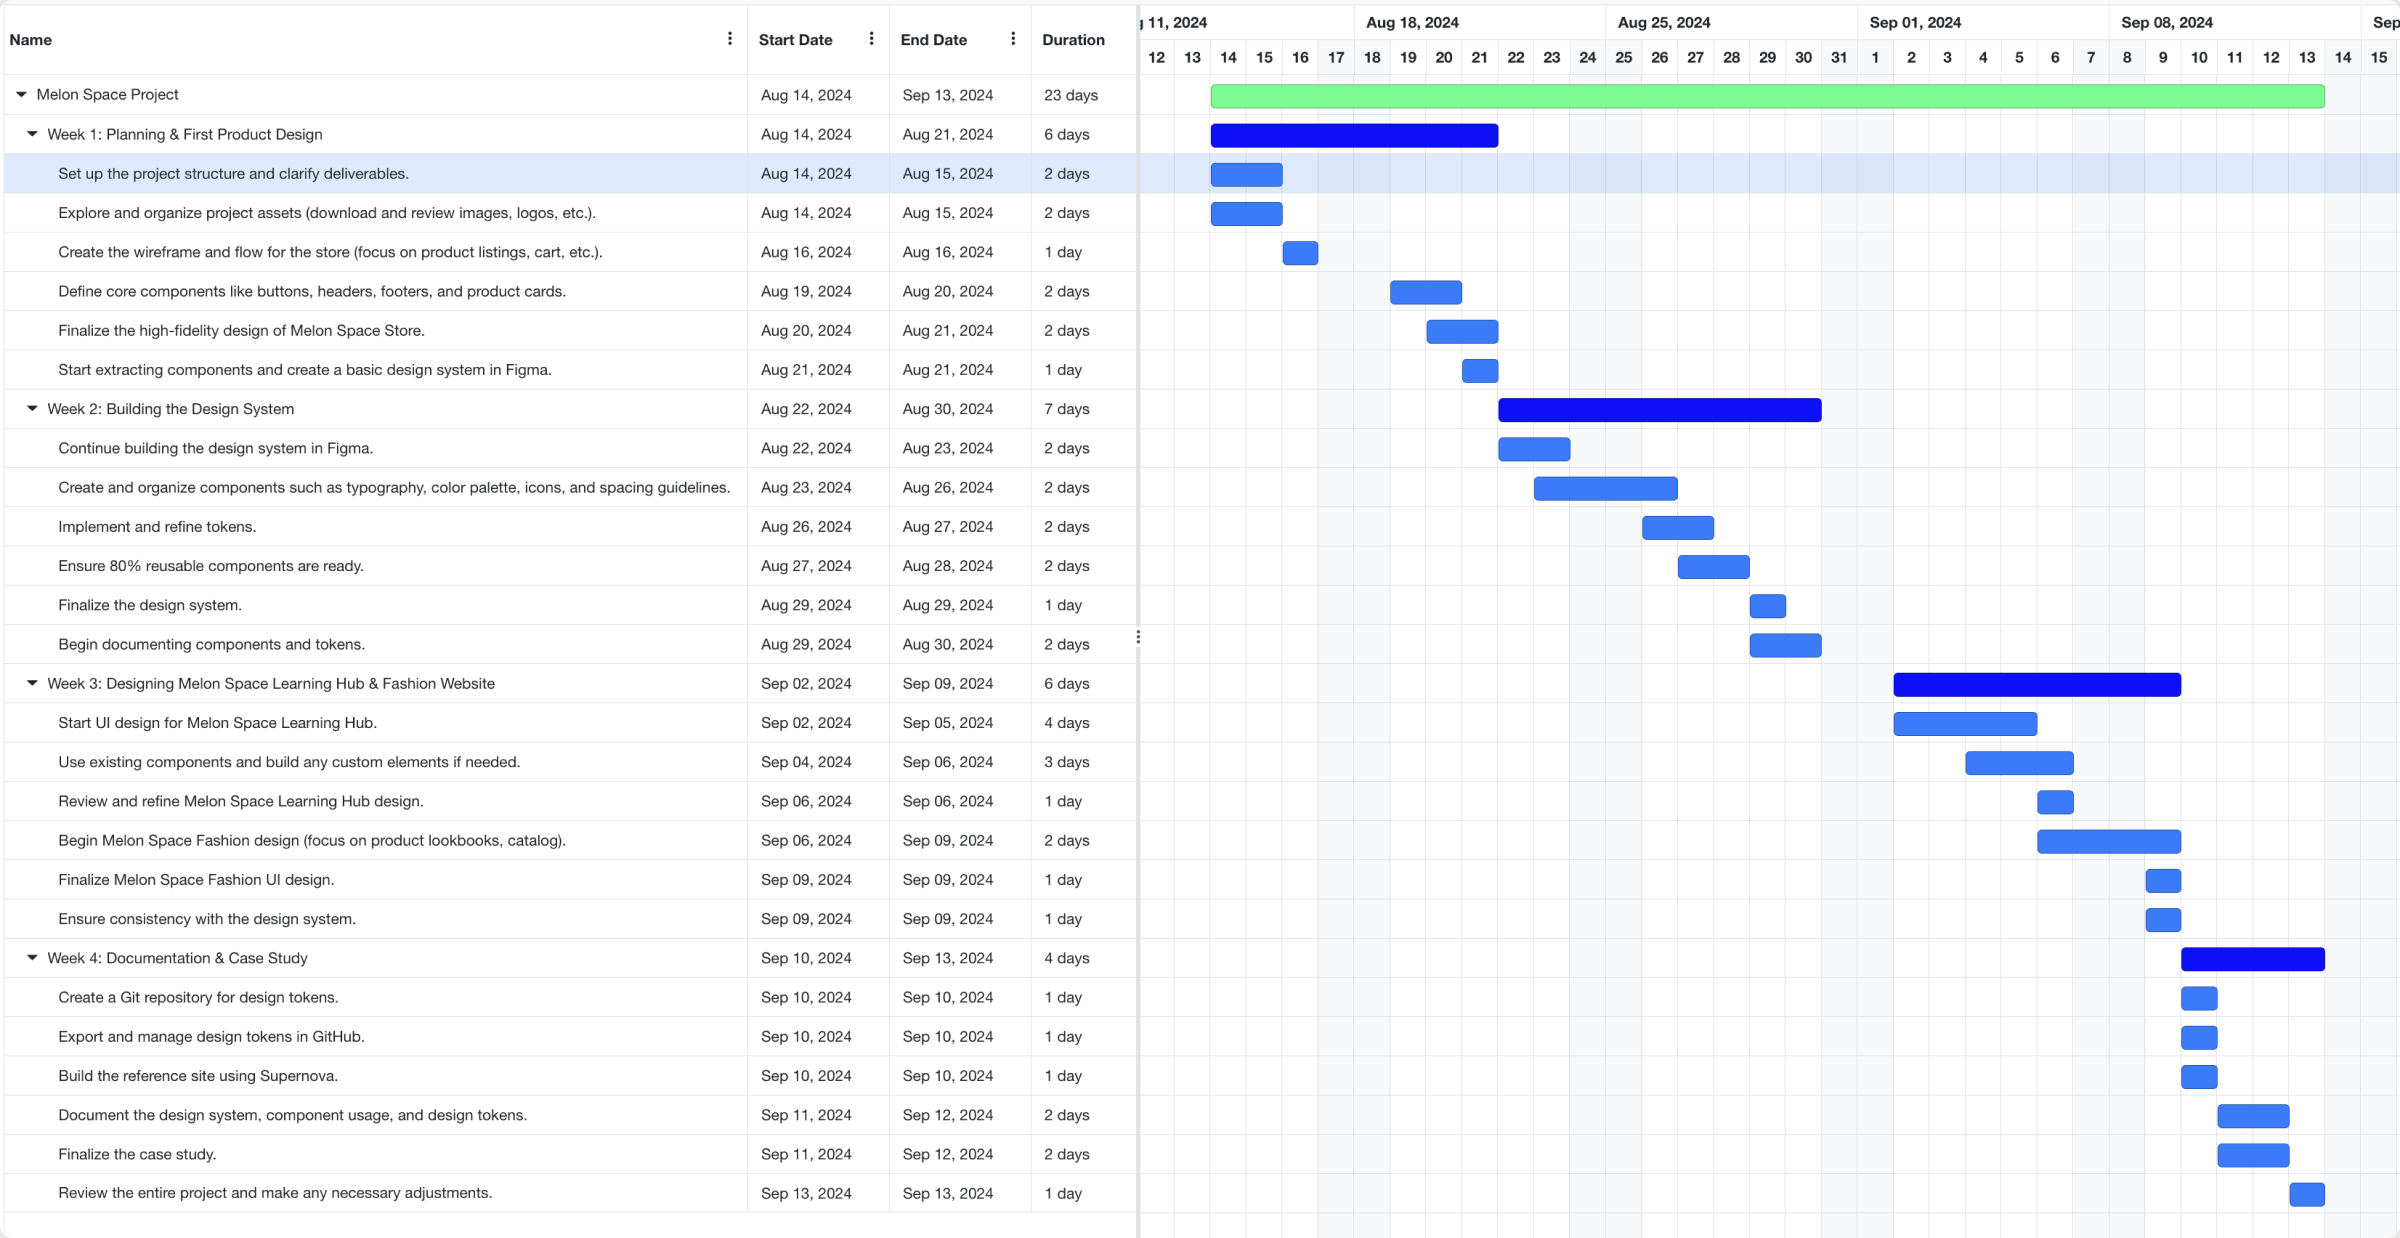 Name Start Date End Date Duration 11, 2024 Aug 18, 2024 Aug 25, 2024 Sep 01, 2024 Sep 08, 2024 Sep
12 13 14 15 16 17 18 19 20 21 22 23 24 25 26 27 28 29 30 31 1 2 3 4 5 6 7 8 9 10 11 12 13 14 15
Melon Space Project Aug 14, 2024 Sep 13, 2024 23 days
Week 1: Planning & First Product Design Aug 14, 2024 Aug 21, 2024 6 days
Set up the project structure and clarify deliverables. Aug 14, 2024 Aug 15, 2024 2 days
Explore and organize project assets (download and review images, logos, etc.). Aug 14, 2024 Aug 15, 2024 2 days
Create the wireframe and flow for the store (focus on product listings, cart, etc.). Aug 16, 2024 Aug 16, 2024 1 day
Define core components like buttons, headers, footers, and product cards. Aug 19, 2024 Aug 20, 2024 2 days
Finalize the high-fidelity design of Melon Space Store. Aug 20, 2024 Aug 21, 2024 2 days
Start extracting components and create a basic design system in Figma. Aug 21, 2024 Aug 21, 2024 1 day
Week 2: Building the Design System Aug 22, 2024 Aug 30, 2024 7 days
Continue building the design system in Figma. Aug 22, 2024 Aug 23, 2024 2 days
Create and organize components such as typography, color palette, icons, and spacing guidelines. Aug 23, 2024 Aug 26, 2024 2 days
Implement and refine tokens. Aug 26, 2024 Aug 27, 2024 2 days
Ensure 80% reusable components are ready. Aug 27, 2024 Aug 28, 2024 2 days
Finalize the design system. Aug 29, 2024 Aug 29, 2024 1 day
Begin documenting components and tokens. Aug 29, 2024 Aug 30, 2024 2 days
Week 3: Designing Melon Space Learning Hub & Fashion Website Sep 02, 2024 Sep 09, 2024 6 days
Start UI design for Melon Space Learning Hub. Sep 02, 2024 Sep 05, 2024 4 days
Use existing components and build any custom elements if needed. Sep 04, 2024 Sep 06, 2024 3 days
Review and refine Melon Space Learning Hub design. Sep 06, 2024 Sep 06, 2024 1 day
Begin Melon Space Fashion design (focus on product lookbooks, catalog). Sep 06, 2024 Sep 09, 2024 2 days
Finalize Melon Space Fashion UI design. Sep 09, 2024 Sep 09, 2024 1 day
Ensure consistency with the design system. Sep 09, 2024 Sep 09, 2024 1 day
Week 4: Documentation & Case Study Sep 10, 2024 Sep 13, 2024 4 days
Create a Git repository for design tokens. Sep 10, 2024 Sep 10, 2024 1 day
Export and manage design tokens in GitHub. Sep 10, 2024 Sep 10, 2024 1 day
Build the reference site using Supernova. Sep 10, 2024 Sep 10, 2024 1 day
Document the design system, component usage, and design tokens. Sep 11, 2024 Sep 12, 2024 2 days
Finalize the case study. Sep 11, 2024 Sep 12, 2024 2 days
Review the entire project and make any necessary adjustments. Sep 13, 2024 Sep 13, 2024 1 day